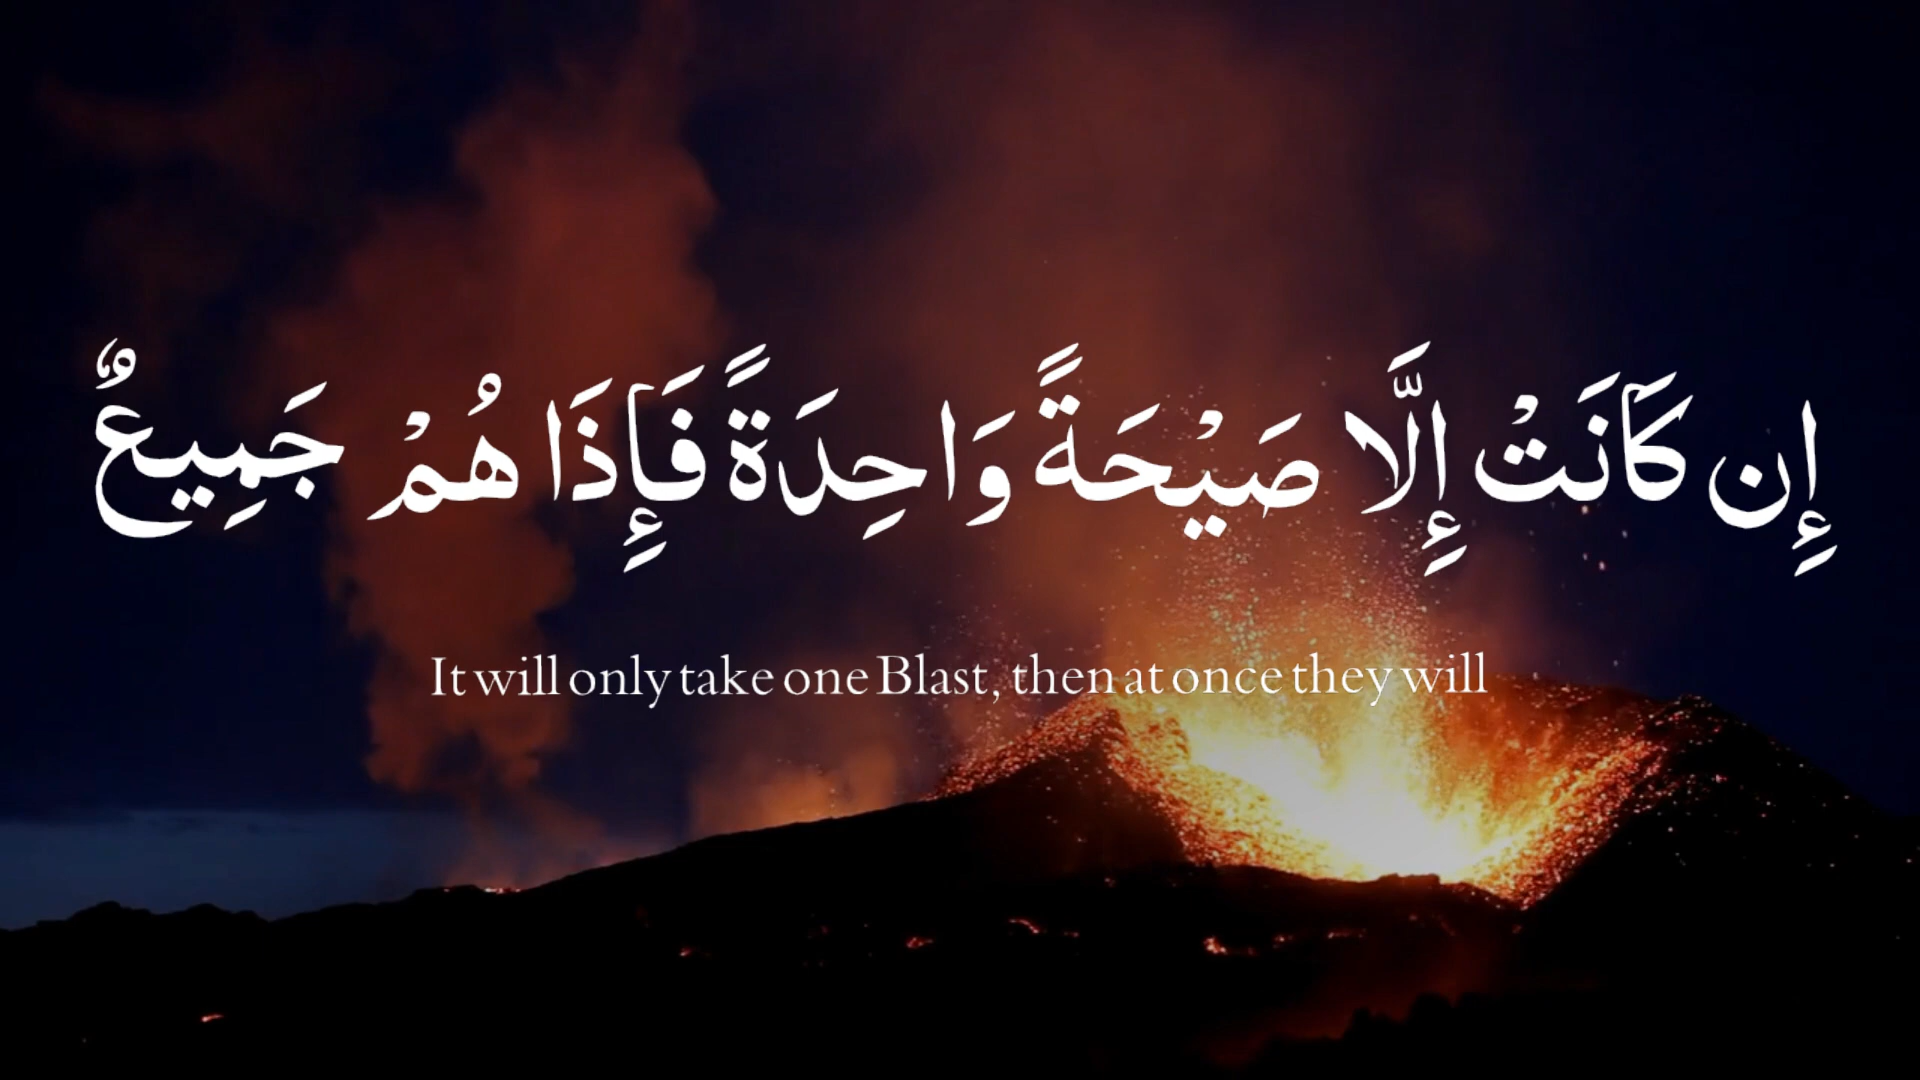 إِن كَانَتْ إِلَّا صَيْحَةً وَاحِدَةً فَإِذَا هُمْ جَمِيعٌ
It will only take one Blast, then at once they will